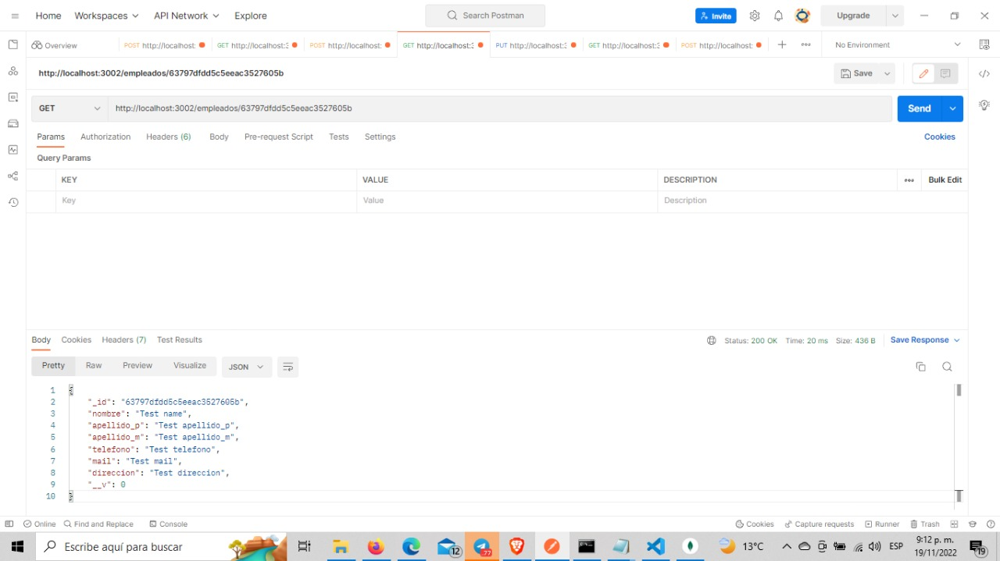 Home Workspaces API Network Explore Search Postman Invite Upgrade
Overview POST http://localhost: GET http://localhost:3 POST http://localhost: GET http://localhost:3 PUT http://localhost:3 GET http://localhost:3 POST http://localhost: No Environment
http://localhost:3002/empleados/63797dfdd5c5eeac3527605b Save
GET http://localhost:3002/empleados/63797dfdd5c5eeac3527605b Send
Params Authorization Headers (6) Body Pre-request Script Tests Settings Cookies
Query Params
KEY VALUE DESCRIPTION Bulk Edit
Key Value Description
Body Cookies Headers (7) Test Results Status: 200 OK Time: 20 ms Size: 436 B Save Response
Pretty Raw Preview Visualize JSON
1 {
2 "_id": "63797dfdd5c5eeac3527605b",
3 "nombre": "Test name",
4 "apellido_p": "Test apellido_p",
5 "apellido_m": "Test apellido_m",
6 "telefono": "Test telefono",
7 "mail": "Test mail",
8 "direccion": "Test direccion",
9 "__v": 0
10 }
Online Find and Replace Console Cookies Capture requests Runner Trash
Escribe aquí para buscar 12 77 13°C ESP 9:12 p. m.
19/11/2022 19